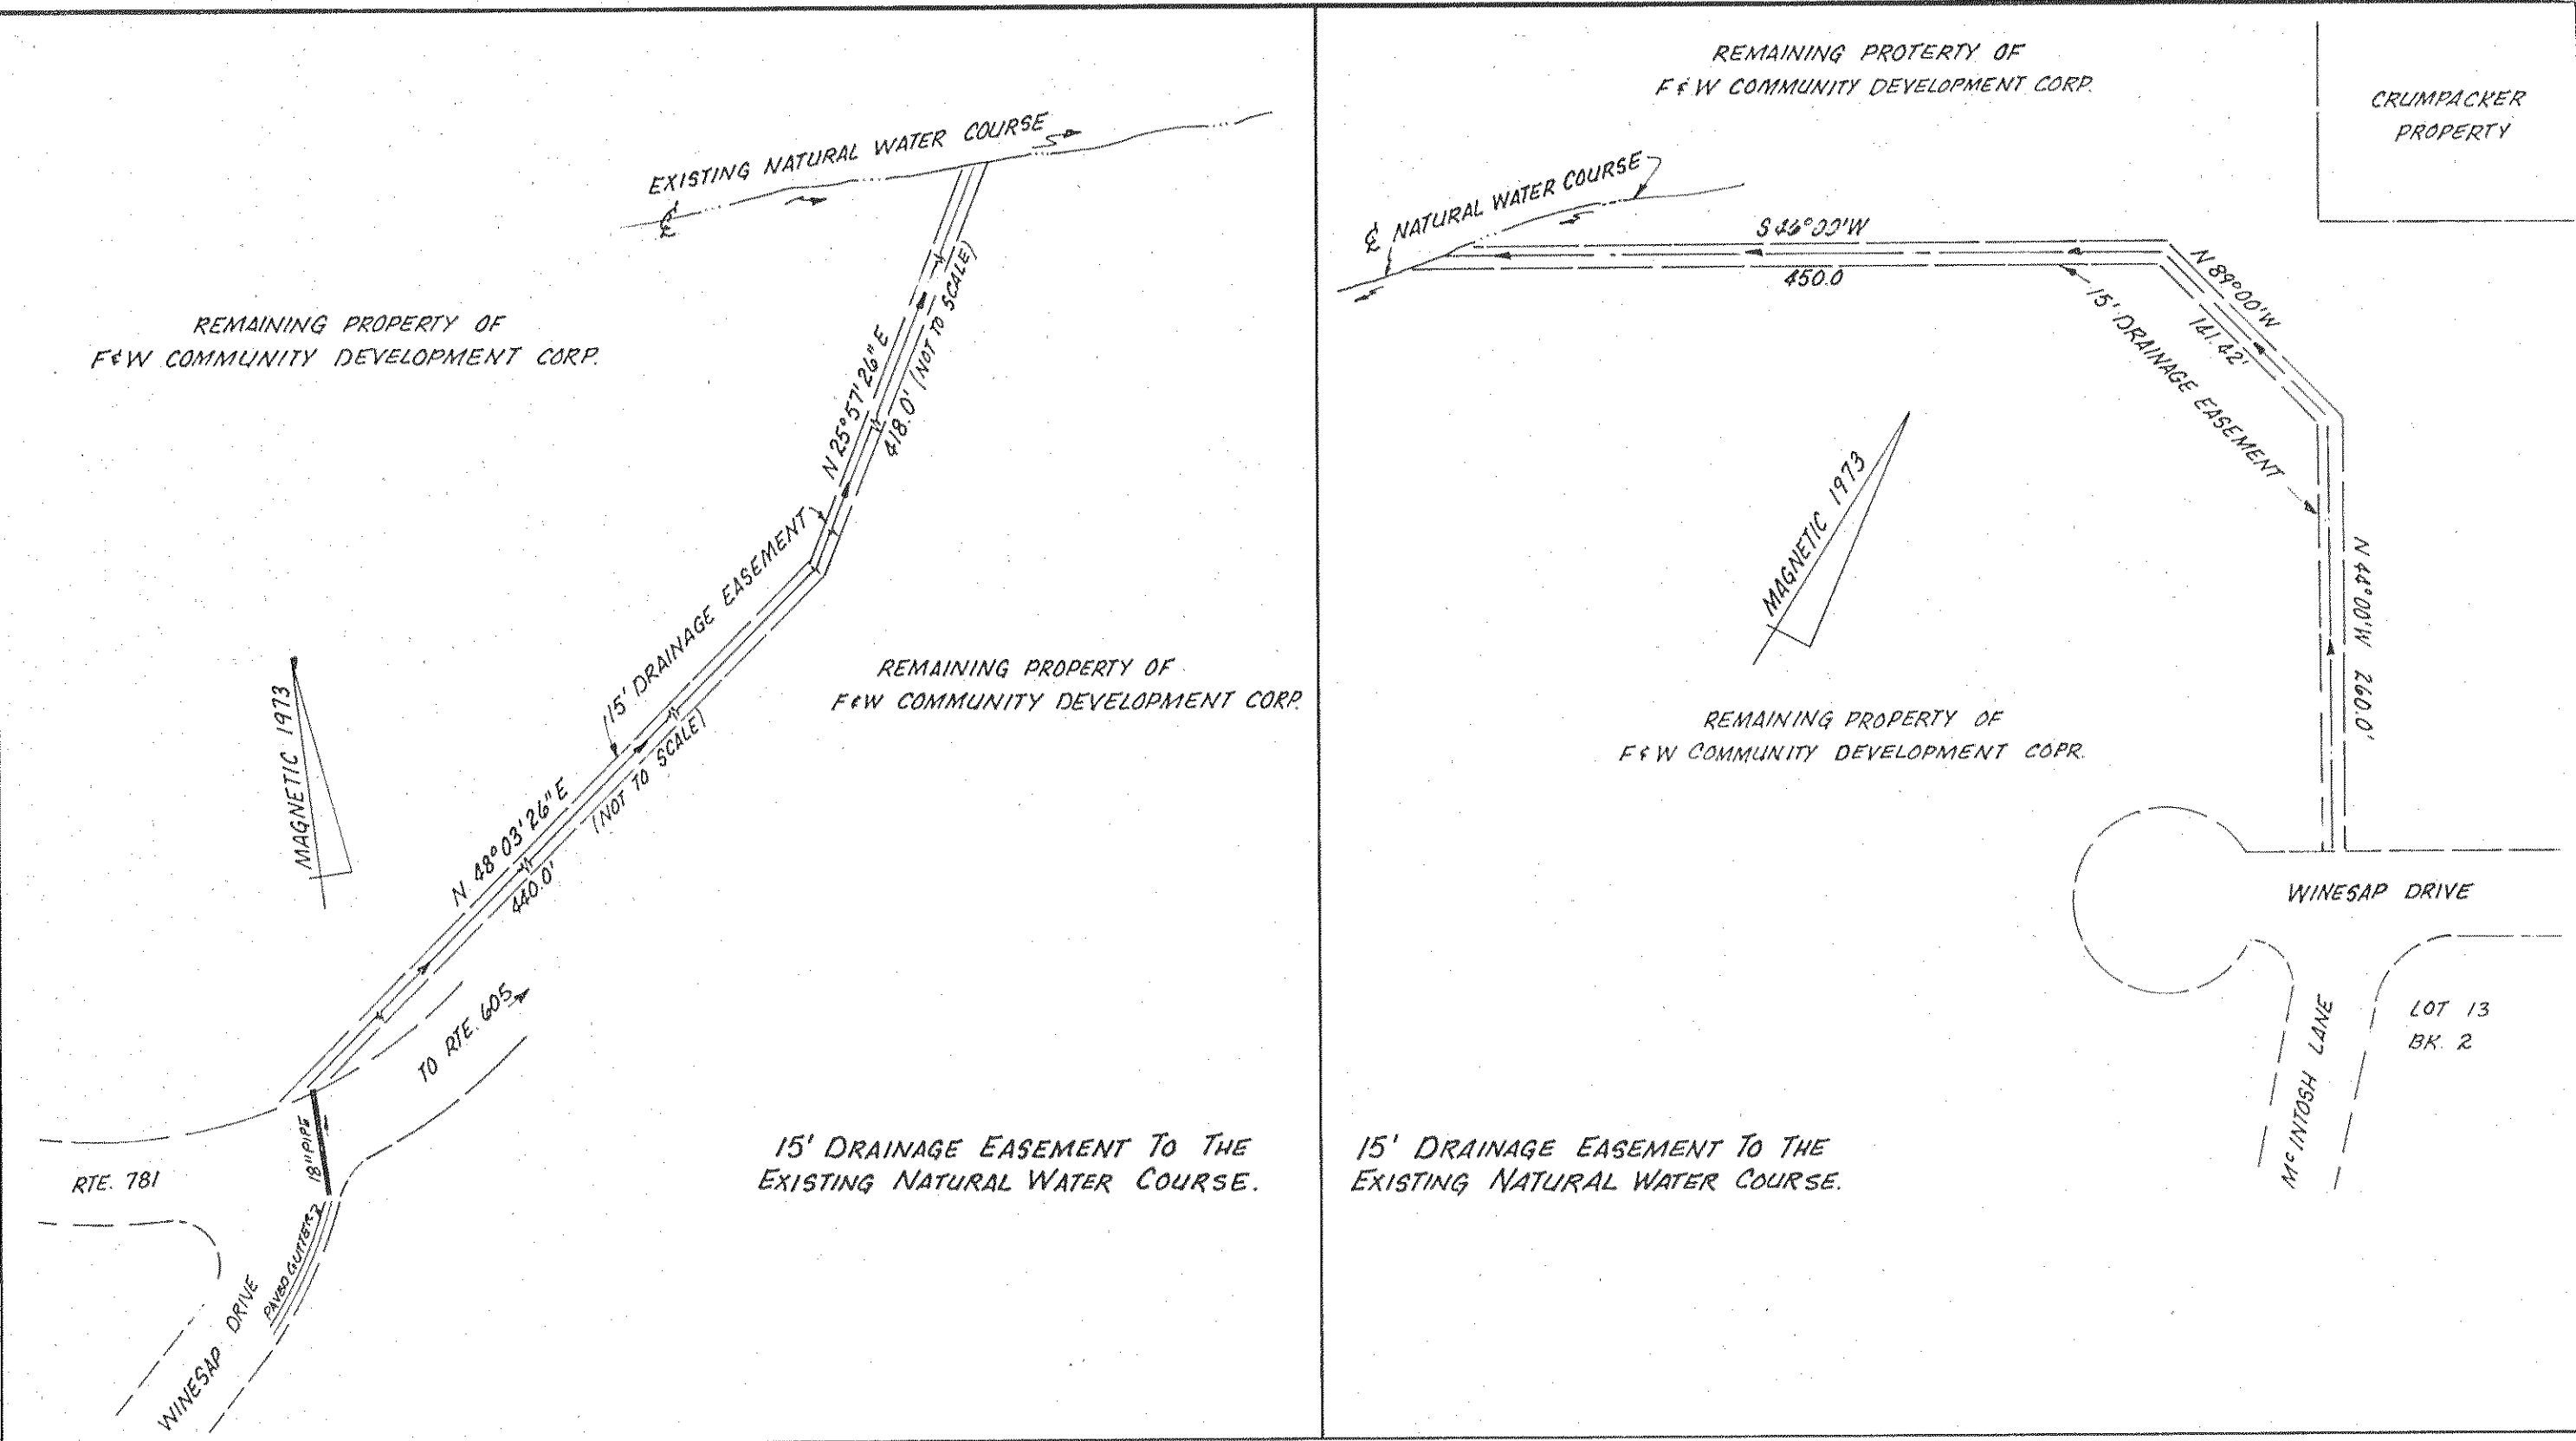 EXISTING NATURAL WATER COURSE
℄
REMAINING PROPERTY OF
F&W COMMUNITY DEVELOPMENT CORP.
N 25°57'26" E
418.0' (NOT TO SCALE)
15' DRAINAGE EASEMENT
REMAINING PROPERTY OF
F&W COMMUNITY DEVELOPMENT CORP.
MAGNETIC 1973
N 48°03'26" E
440.0'
(NOT TO SCALE)
TO RTE. 605
18" PIPE
RTE. 781
PAVED GUTTER
WINESAP DRIVE
15' DRAINAGE EASEMENT TO THE
EXISTING NATURAL WATER COURSE.
REMAINING PROTERTY OF
F&W COMMUNITY DEVELOPMENT CORP.
CRUMPACKER
PROPERTY
℄ NATURAL WATER COURSE
S 46°00'W
450.0
N 89°00'W
141.42'
15' DRAINAGE EASEMENT
MAGNETIC 1973
N 44°00'W 260.0'
REMAINING PROPERTY OF
F&W COMMUNITY DEVELOPMENT COPR.
WINESAP DRIVE
LOT 13
BK. 2
McINTOSH LANE
15' DRAINAGE EASEMENT TO THE
EXISTING NATURAL WATER COURSE.